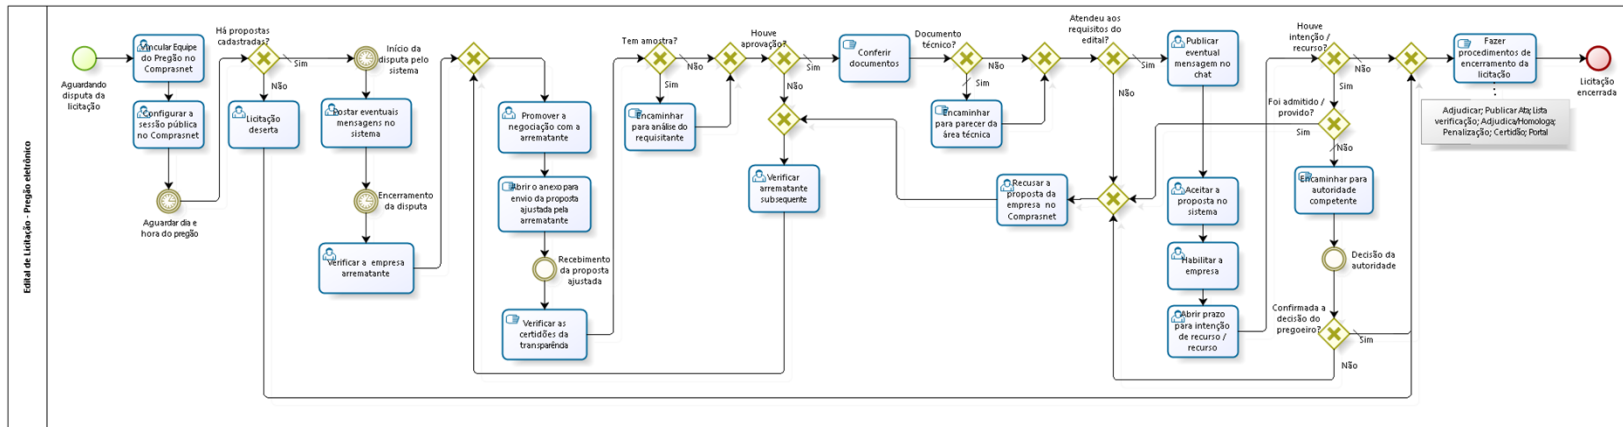 Edital de Licitação - Pregão eletrônico
Aguardando
disputa da
licitação
Vincular Equipe
do Pregão no
Comprasnet
Configurar a
sessão pública
no Comprasnet
Aguardar dia e
hora do pregão
Há propostas
cadastradas?
Sim
Não
Licitação
deserta
Início da
disputa pelo
sistema
Postar eventuais
mensagens no
sistema
Encerramento
da disputa
Verificar a empresa
arrematante
Promover a
negociação com a
arrematante
Abrir o anexo para
envio da proposta
ajustada pela
arrematante
Recebimento
da proposta
ajustada
Verificar as
certidões da
transparência
Tem amostra?
Não
Sim
Encaminhar
para análise do
requisitante
Houve
aprovação?
Sim
Não
Verificar
arrematante
subsequente
Conferir
documentos
Documento
técnico?
Não
Sim
Encaminhar
para parecer da
área técnica
Recusar a
proposta da
empresa no
Comprasnet
Atendeu aos
requisitos do
edital?
Sim
Não
Publicar
eventual
mensagem no
chat
Aceitar a
proposta no
sistema
Habilitar a
empresa
Abrir prazo
para intenção
de recurso /
recurso
Houve
intenção /
recurso?
Não
Sim
Foi admitido /
provido?
Sim
Não
Encaminhar para
autoridade
competente
Decisão da
autoridade
Confirmada a
decisão do
pregoeiro?
Sim
Não
Fazer
procedimentos de
encerramento da
licitação
Adjudicar; Publicar Ata; Lista
verificação; Adjudica/Homologa;
Penalização; Certidão; Portal
Licitação
encerrada